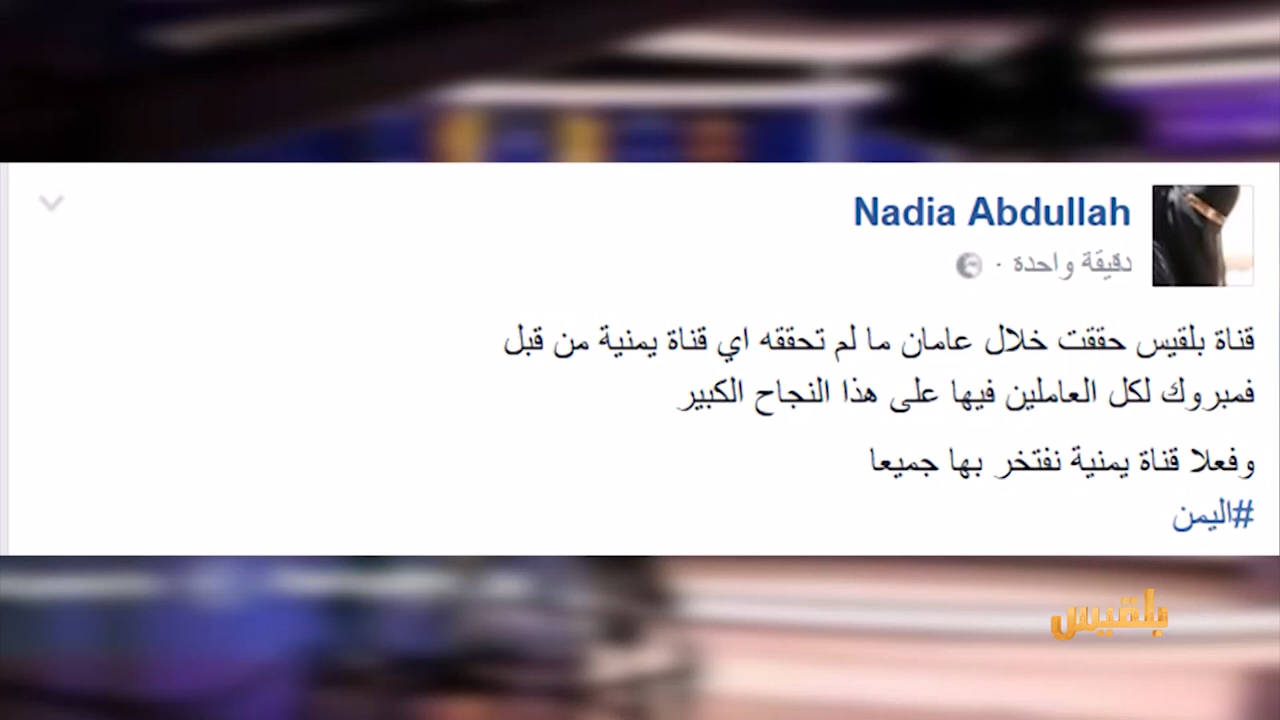 Nadia Abdullah
دقيقة واحدة ·
قناة بلقيس حققت خلال عامان ما لم تحققه اي قناة يمنية من قبل
فمبروك لكل العاملين فيها على هذا النجاح الكبير
وفعلا قناة يمنية نفتخر بها جميعا
#اليمن
بلقيس